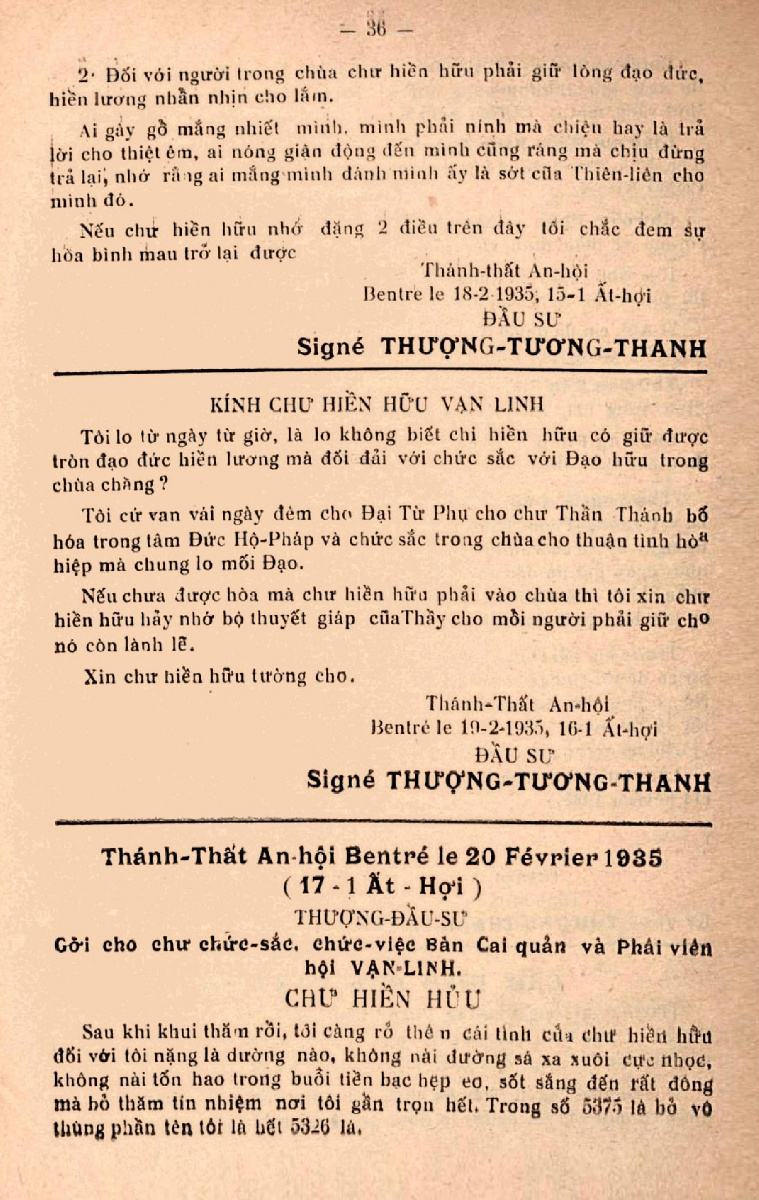 — 36 —
2· Đối với người trong chùa chư hiền hữu phải giữ lòng đạo đức,
hiền lương nhẫn nhịn cho lắm.
Ai gây gổ mắng nhiết mình, mình phải nính mà chiệu hay là trả
lời cho thiệt êm, ai nóng giận động đến mình cũng ráng mà chịu đừng
trả lại, nhớ rằng ai mắng mình đánh mình ấy là sớt của Thiên-liên cho
mình đó.
Nếu chư hiền hữu nhớ đặng 2 điều trên đây tôi chắc đem sự
hòa bình mau trở lại được
Thánh-thất An-hội
Bentre le 18-2-1935, 15-1 Ất-hợi
ĐẦU SƯ
Signé THƯỢNG-TƯƠNG-THANH
KÍNH CHƯ HIỀN HỮU VẠN LINH
Tôi lo từ ngày từ giờ, là lo không biết chi hiền hữu có giữ được
tròn đạo đức hiền lương mà đối đải với chức sắc với Đạo hữu trong
chùa chăng ?
Tôi cứ van vái ngày đêm cho Đại Từ Phụ cho chư Thần Thánh bố
hóa trong tâm Đức Hộ-Pháp và chức sắc trong chùa cho thuận tình hòa
hiệp mà chung lo mối Đạo.
Nếu chưa được hòa mà chư hiền hữu phải vào chùa thì tôi xin chư
hiền hữu hảy nhớ bộ thuyết giáp củaThầy cho mỗi người phải giữ cho
nó còn lành lẽ.
Xin chư hiền hữu tường cho.
Thánh-Thất An-hội
Bentré le 19-2-1935, 16-1 Ất-hợi
ĐẦU SƯ
Signé THƯỢNG-TƯƠNG-THANH
Thánh-Thất An-hội Bentré le 20 Février 1935
( 17 - 1 Ất - Hợi )
THƯỢNG-ĐẦU-SƯ
Gởi cho chư chức-sắc, chức-việc Bàn Cai quản và Phái viên
hội VẠN-LINH.
CHƯ HIỀN HỮU
Sau khi khui thăm rồi, tôi càng rỏ thêm cái tình của chư hiền hữu
đối với tôi nặng là dường nào, không nài đường sá xa xuôi cực nhọc,
không nài tốn hao trong buổi tiền bạc hẹp eo, sốt sắng đến rất đông
mà bỏ thăm tín nhiệm nơi tôi gần trọn hết. Trong số 5375 lá bỏ vô
thùng phần tên tôi là hết 5326 lá.